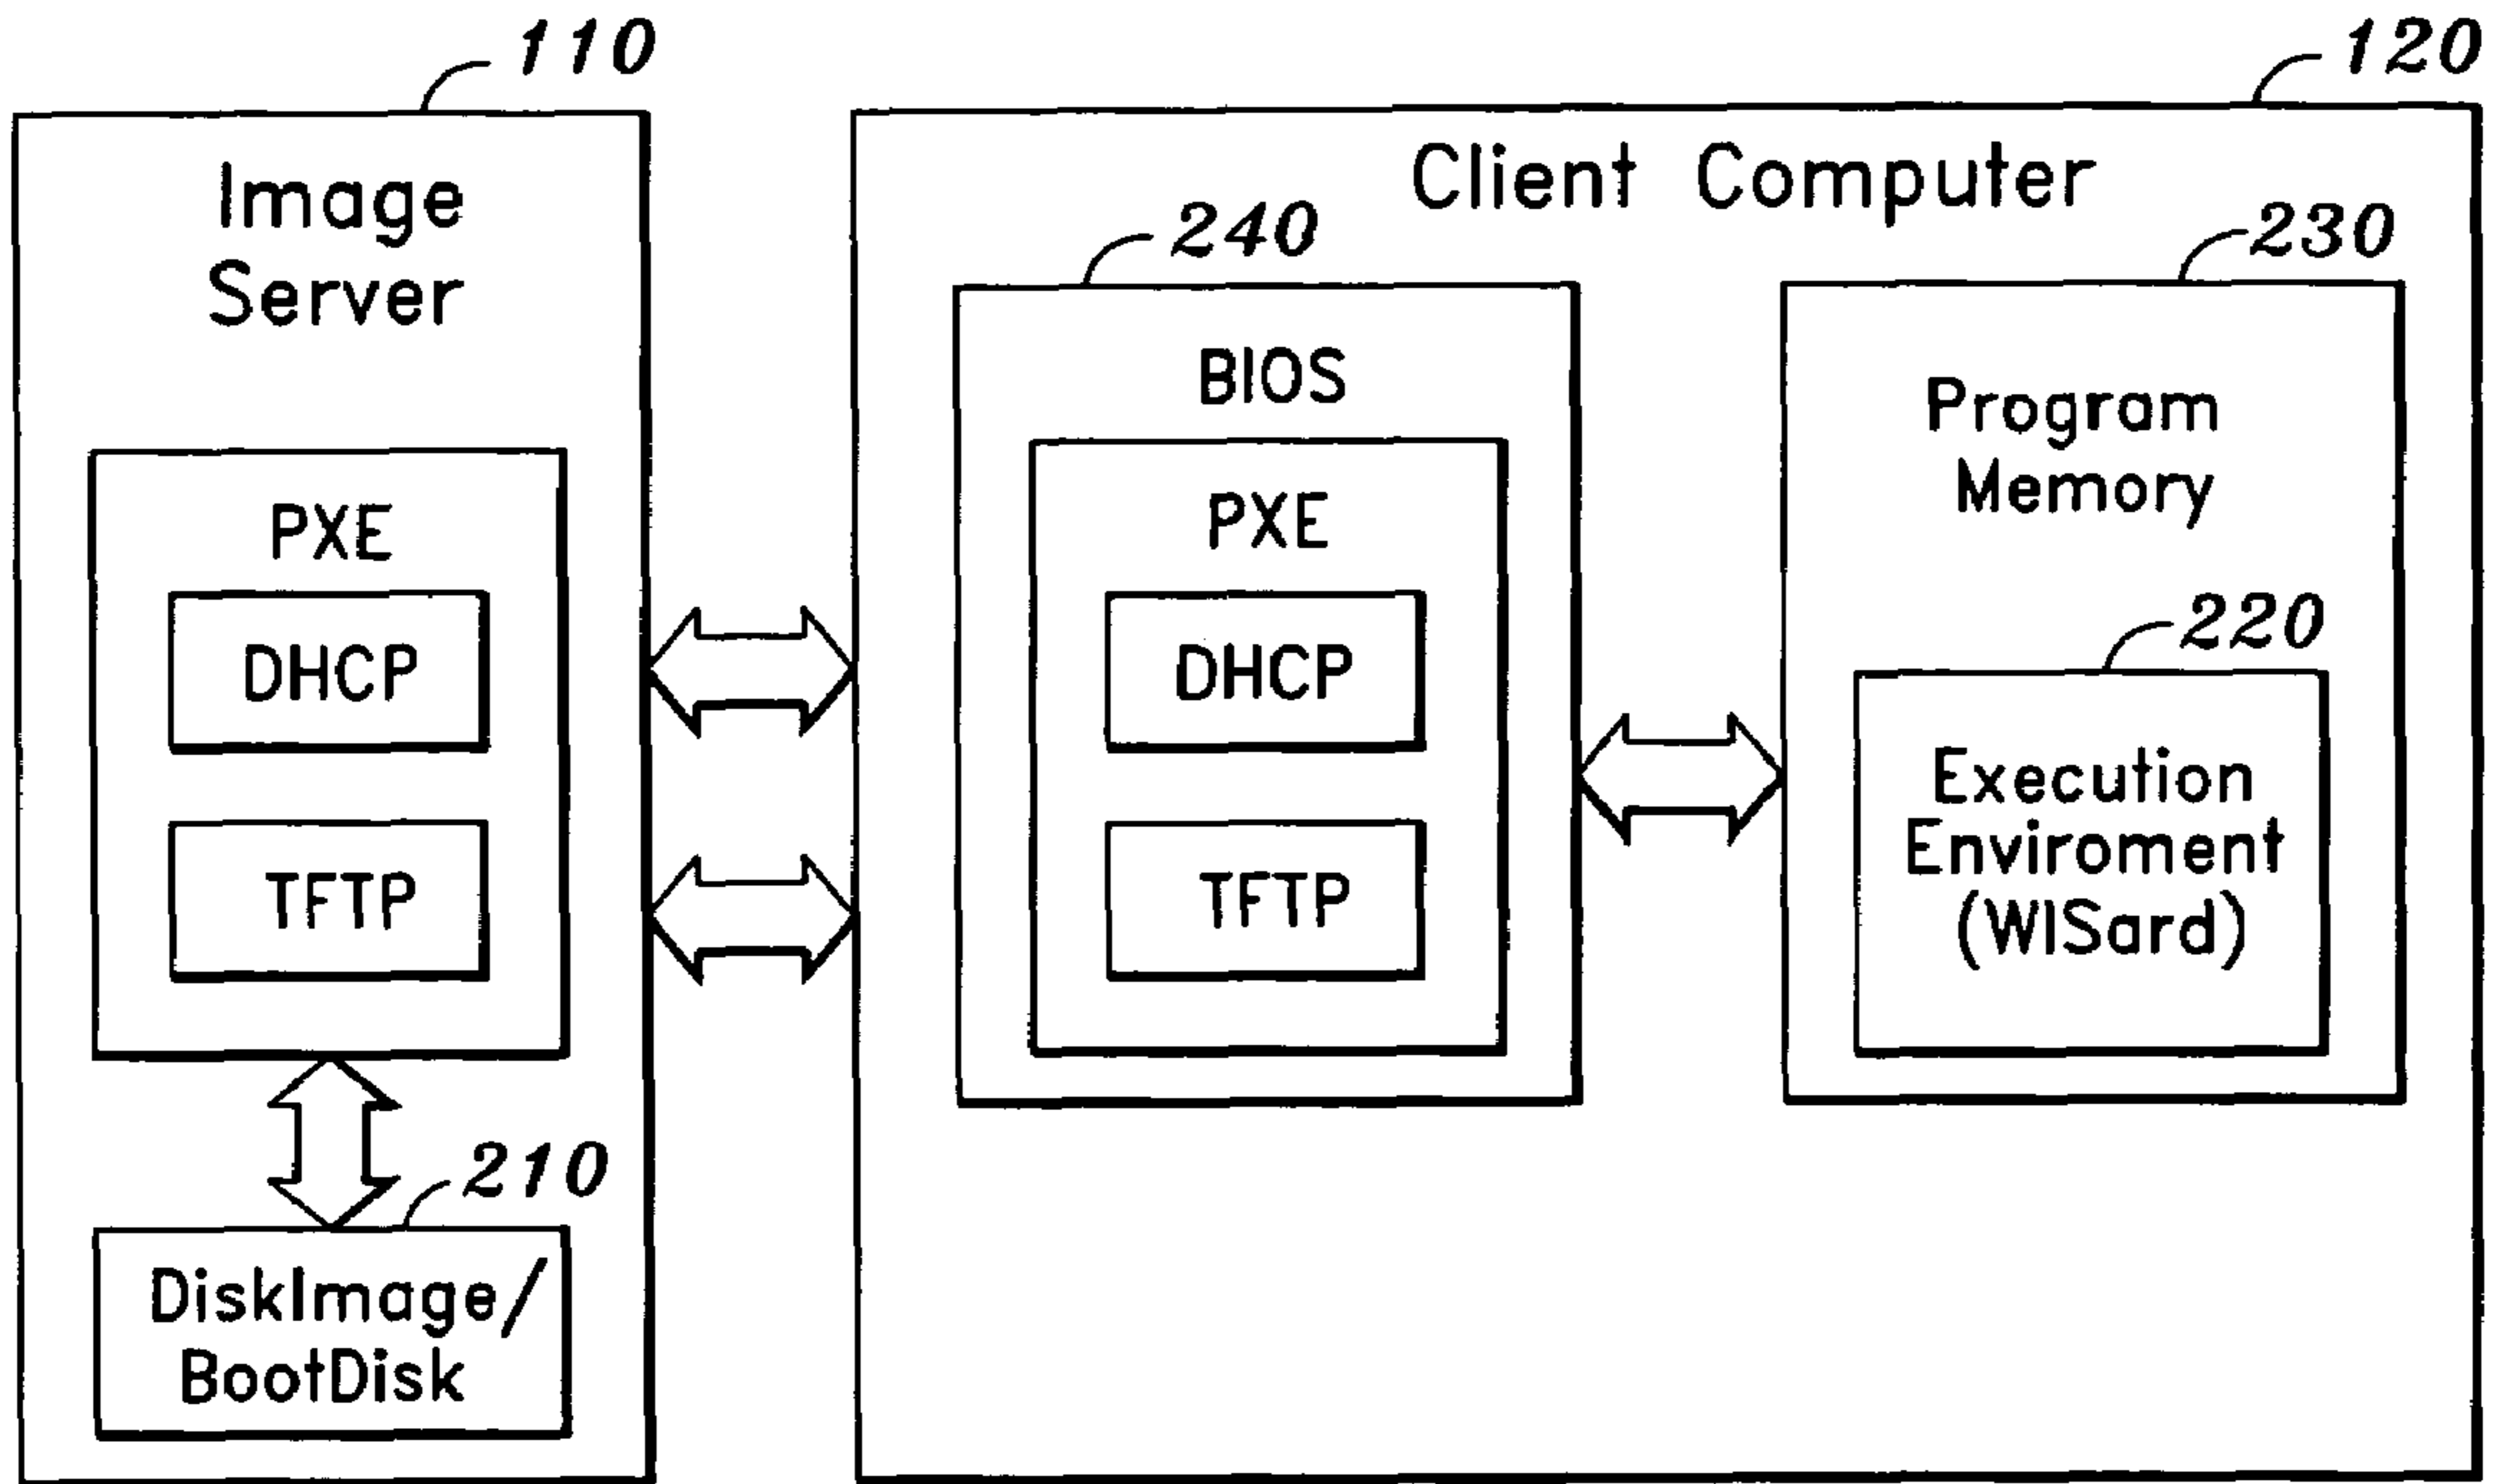 110
Image
Server
PXE
DHCP
TFTP
210
DiskImage/
BootDisk
120
Client Computer
240
BIOS
PXE
DHCP
TFTP
230
Program
Memory
220
Execution
Enviroment
(WISard)